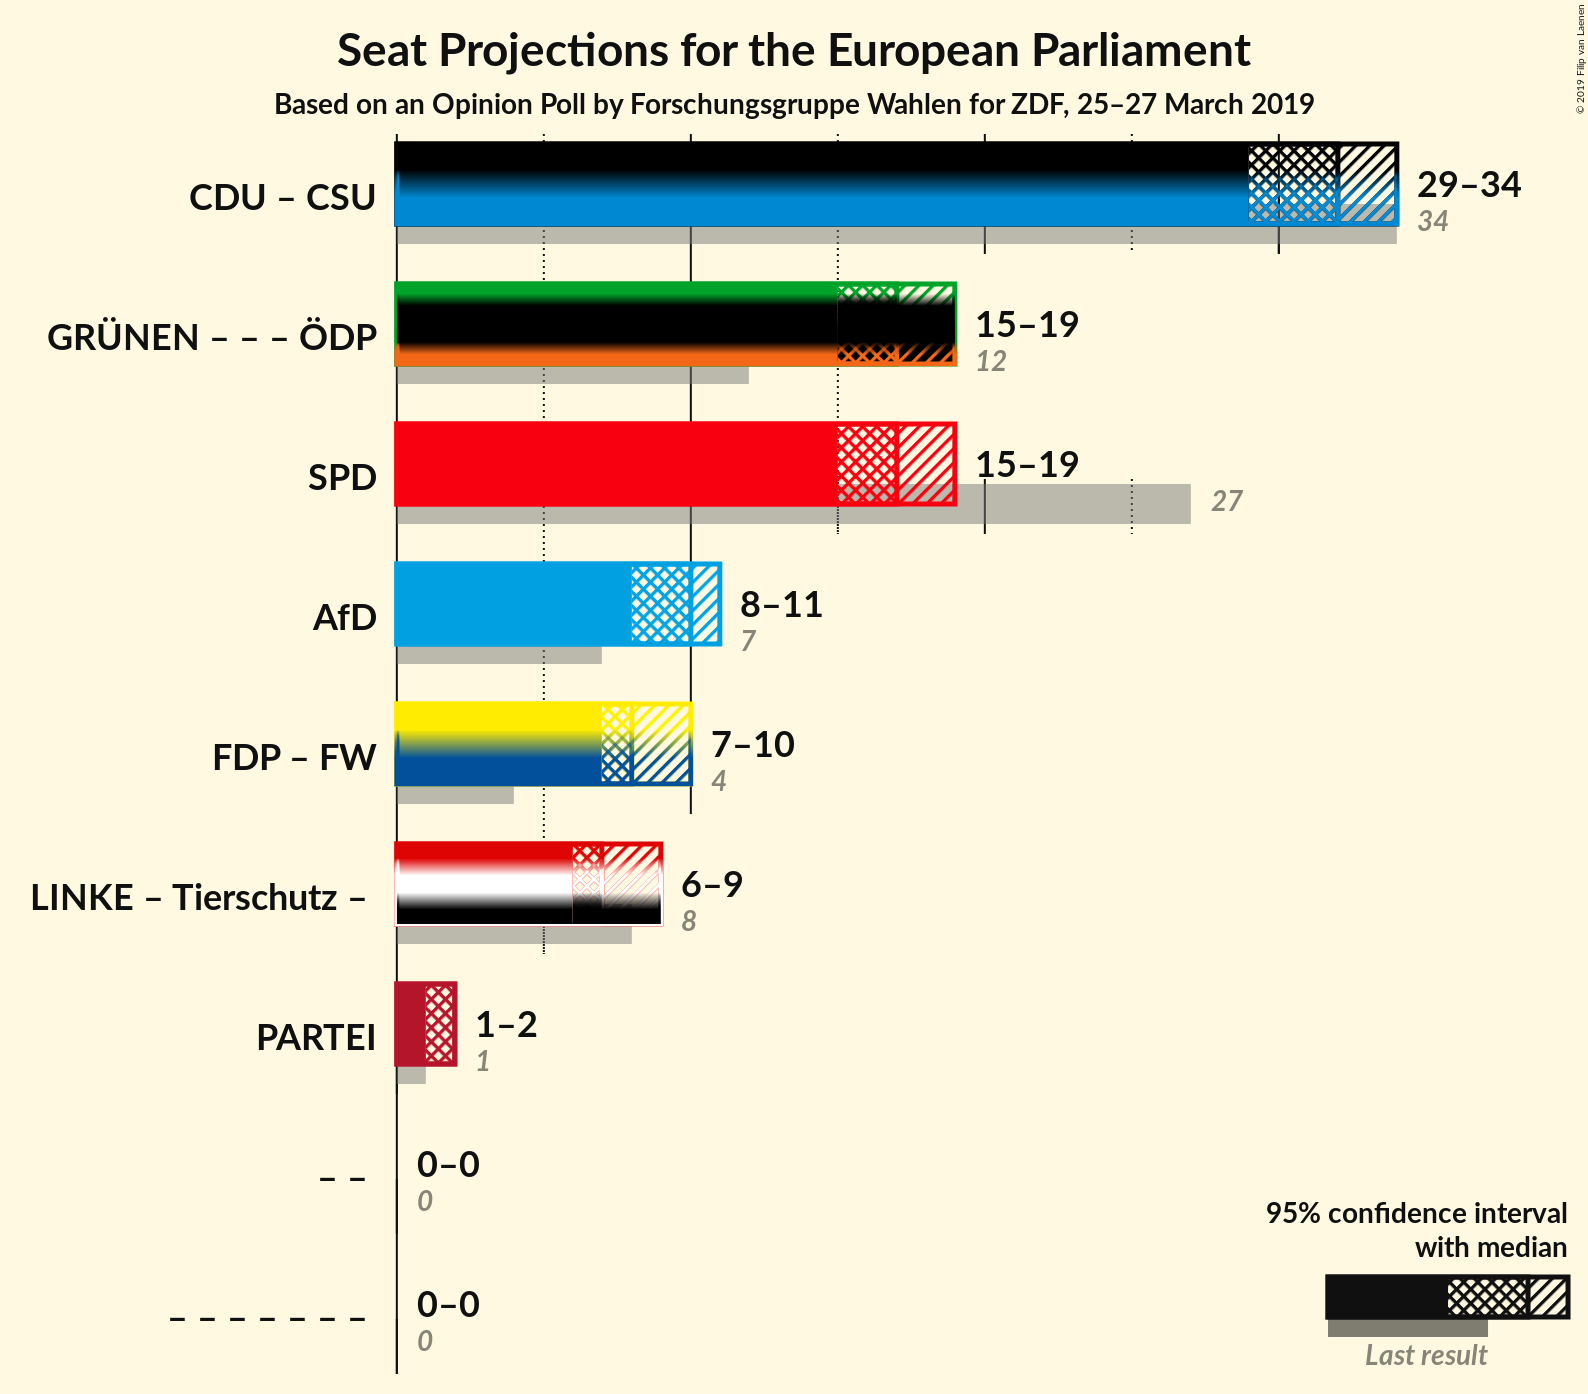 Seat Projections for the European Parliament
Based on an Opinion Poll by Forschungsgruppe Wahlen for ZDF, 25–27 March 2019
© 2019 Filip van Laenen
CDU – CSU
29–34
34
GRÜNEN – – – ÖDP
15–19
12
SPD
15–19
27
AfD
8–11
7
FDP – FW
7–10
4
LINKE – Tierschutz –
6–9
8
PARTEI
1–2
1
– –
0–0
0
– – – – – – –
0–0
0
95% confidence interval
with median
Last result